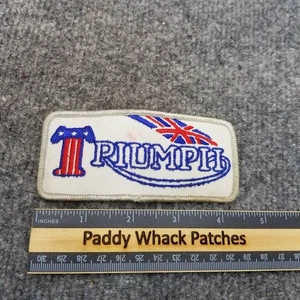 TRIUMPH
INCHES 1 2 3 4 5
Paddy Whack Patches